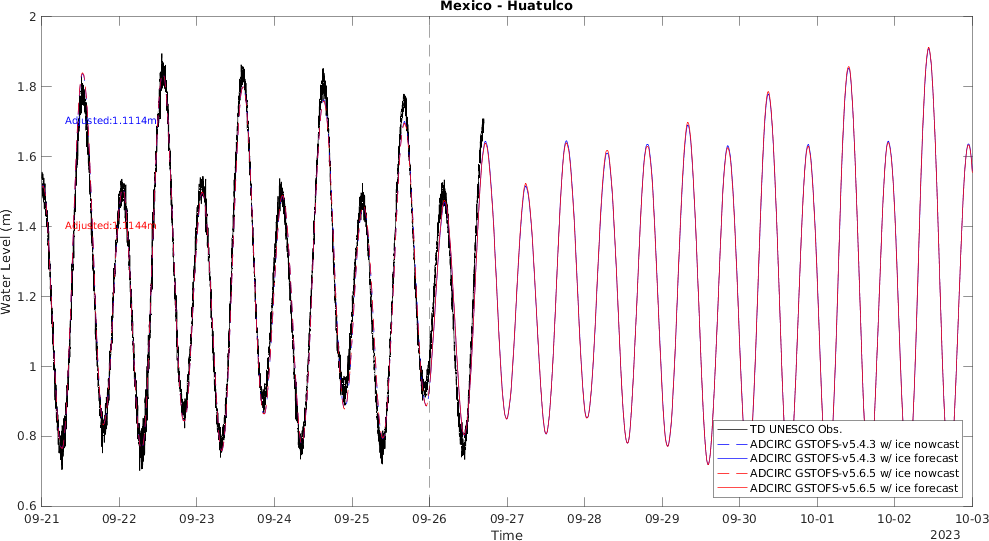 Mexico - Huatulco
2
1.8
1.6
1.4
1.2
1
0.8
0.6
Water Level (m)
Adjusted:1.1114m
Adjusted:1.1144m
TD UNESCO Obs.
ADCIRC GSTOFS-v5.4.3 w/ ice nowcast
ADCIRC GSTOFS-v5.4.3 w/ ice forecast
ADCIRC GSTOFS-v5.6.5 w/ ice nowcast
ADCIRC GSTOFS-v5.6.5 w/ ice forecast
09-21 09-22 09-23 09-24 09-25 09-26 09-27 09-28 09-29 09-30 10-01 10-02 10-03
Time
2023